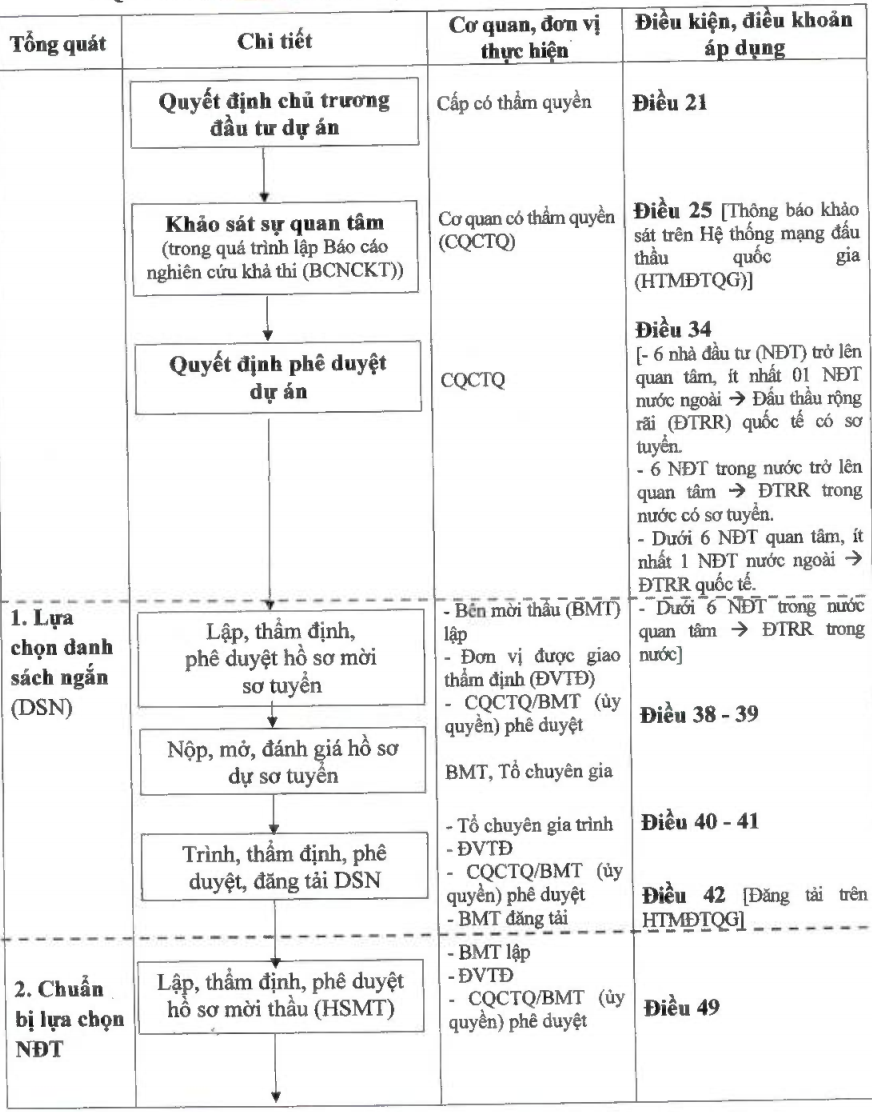 Tổng quát
Chi tiết
Cơ quan, đơn vị
thực hiện
Điều kiện, điều khoản
áp dụng
Quyết định chủ trương
đầu tư dự án
Cấp có thẩm quyền
Điều 21
Khảo sát sự quan tâm
(trong quá trình lập Báo cáo
nghiên cứu khả thi (BCNCKT))
Cơ quan có thẩm quyền
(CQCTQ)
Điều 25 [Thông báo khảo
sát trên Hệ thống mạng đấu
thầu quốc gia
(HTMĐTQG)]
Quyết định phê duyệt
dự án
CQCTQ
Điều 34
[- 6 nhà đầu tư (NĐT) trở lên
quan tâm, ít nhất 01 NĐT
nước ngoài → Đấu thầu rộng
rãi (ĐTRR) quốc tế có sơ
tuyển.
- 6 NĐT trong nước trở lên
quan tâm → ĐTRR trong
nước có sơ tuyển.
- Dưới 6 NĐT quan tâm, ít
nhất 1 NĐT nước ngoài →
ĐTRR quốc tế.
- Dưới 6 NĐT trong nước
quan tâm → ĐTRR trong
nước]
1. Lựa
chọn danh
sách ngắn
(DSN)
Lập, thẩm định,
phê duyệt hồ sơ mời
sơ tuyển
- Bên mời thầu (BMT)
lập
- Đơn vị được giao
thẩm định (ĐVTĐ)
- CQCTQ/BMT (ủy
quyền) phê duyệt
Điều 38 - 39
Nộp, mở, đánh giá hồ sơ
dự sơ tuyển
BMT, Tổ chuyên gia
Điều 40 - 41
Trình, thẩm định, phê
duyệt, đăng tải DSN
- Tổ chuyên gia trình
- ĐVTĐ
- CQCTQ/BMT (ủy
quyền) phê duyệt
- BMT đăng tải
Điều 42 [Đăng tải trên
HTMĐTQG]
2. Chuẩn
bị lựa chọn
NĐT
Lập, thẩm định, phê duyệt
hồ sơ mời thầu (HSMT)
- BMT lập
- ĐVTĐ
- CQCTQ/BMT (ủy
quyền) phê duyệt
Điều 49